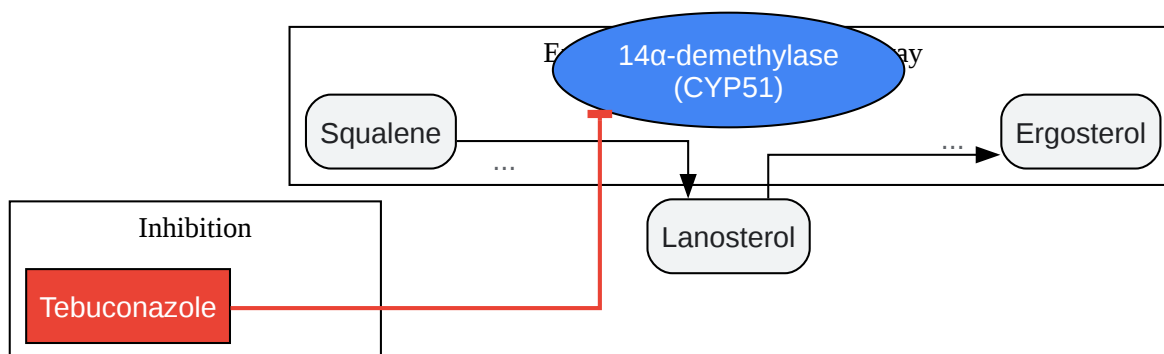 14α-demethylase
(CYP51)
Squalene
...
...
Ergosterol
Lanosterol
Inhibition
Tebuconazole